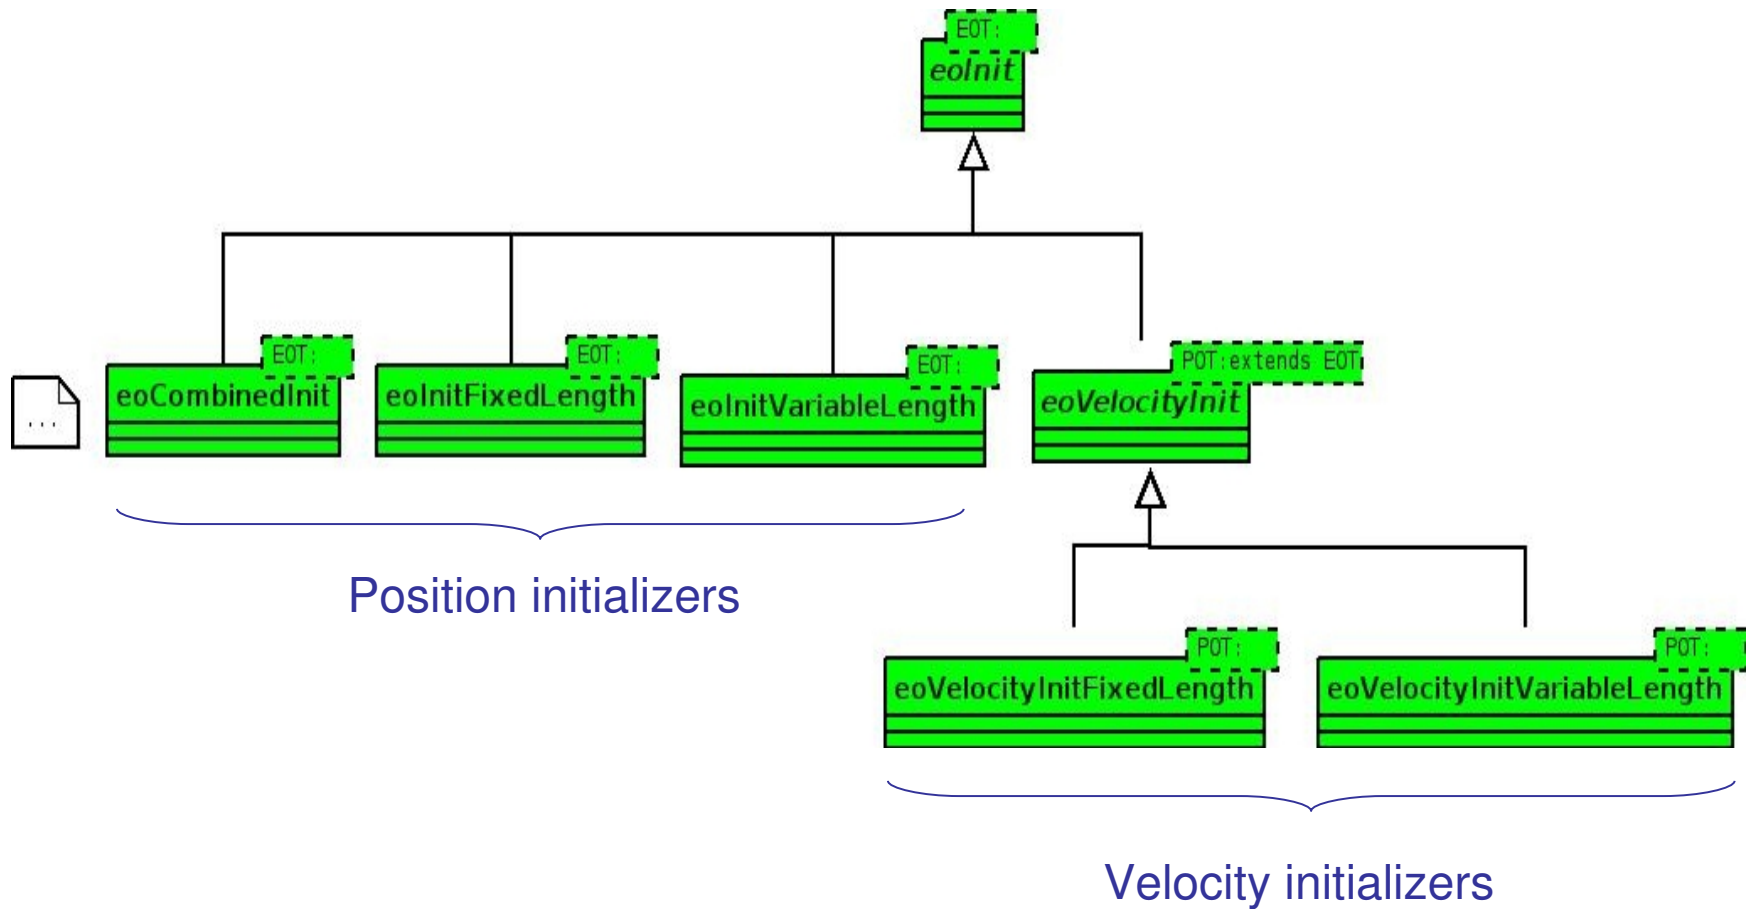 EOT:
eoInit
EOT:
eoCombinedInit
EOT:
eoInitFixedLength
EOT:
eoInitVariableLength
POT:extends EOT
eoVelocityInit
...
Position initializers
POT:
eoVelocityInitFixedLength
POT:
eoVelocityInitVariableLength
Velocity initializers